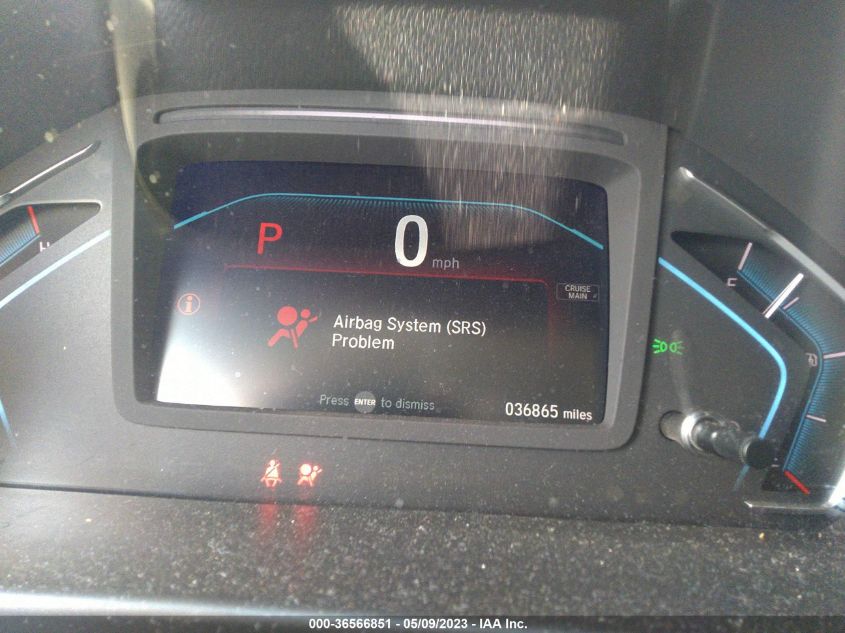 P
0
mph
CRUISE
MAIN
Airbag System (SRS)
Problem
Press ENTER to dismiss
036865 miles
H
F
000-36566851 - 05/09/2023 - IAA Inc.